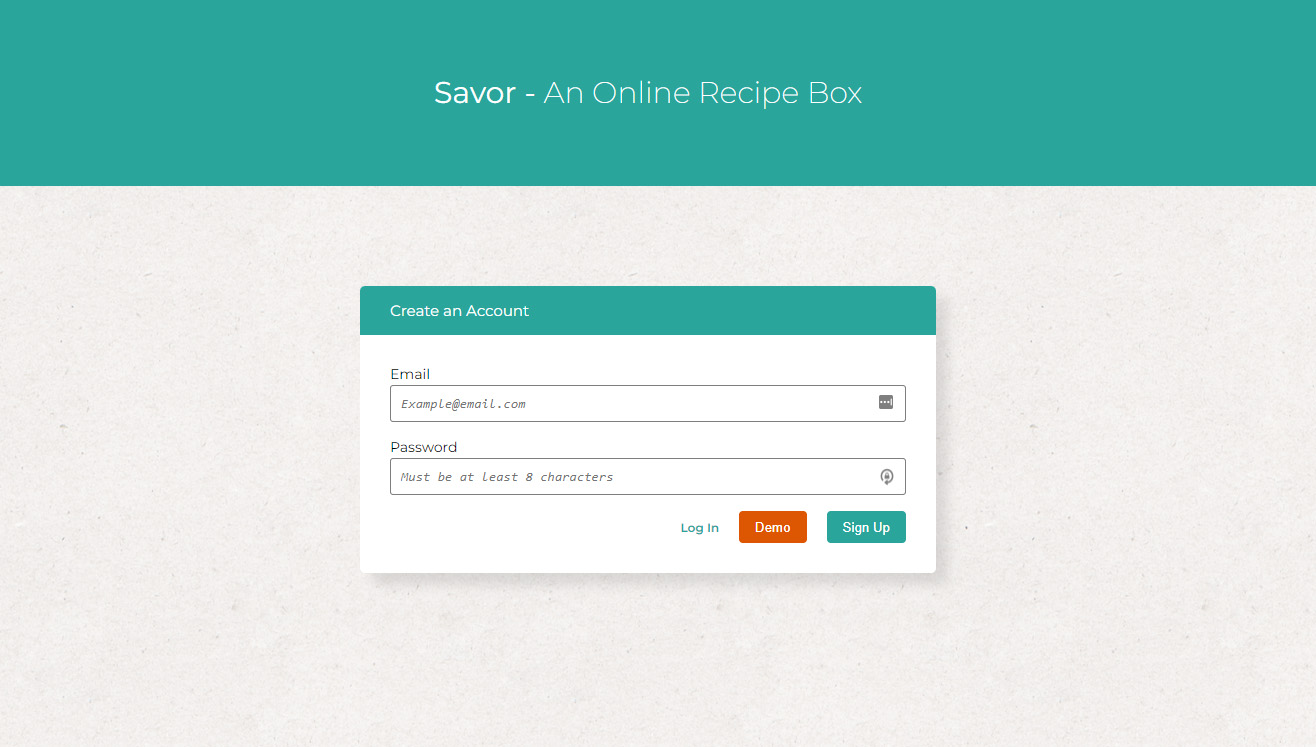 Savor - An Online Recipe Box
Create an Account
Email
Example@email.com
Password
Must be at least 8 characters
Log In Demo Sign Up